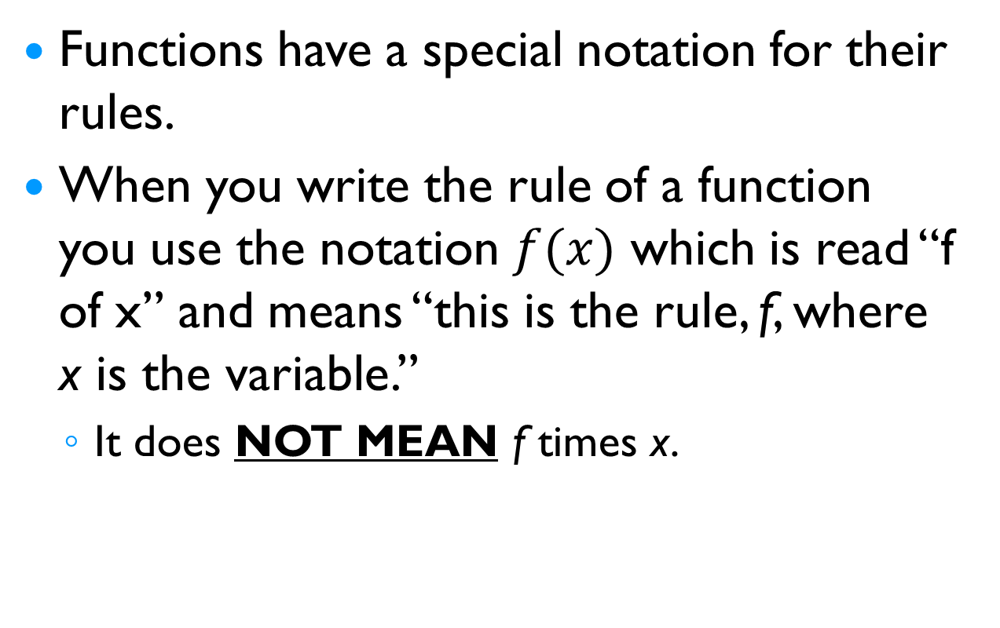 • Functions have a special notation for their
rules.
• When you write the rule of a function
you use the notation f(x) which is read “f
of x” and means “this is the rule, f, where
x is the variable.”
◦ It does NOT MEAN f times x.